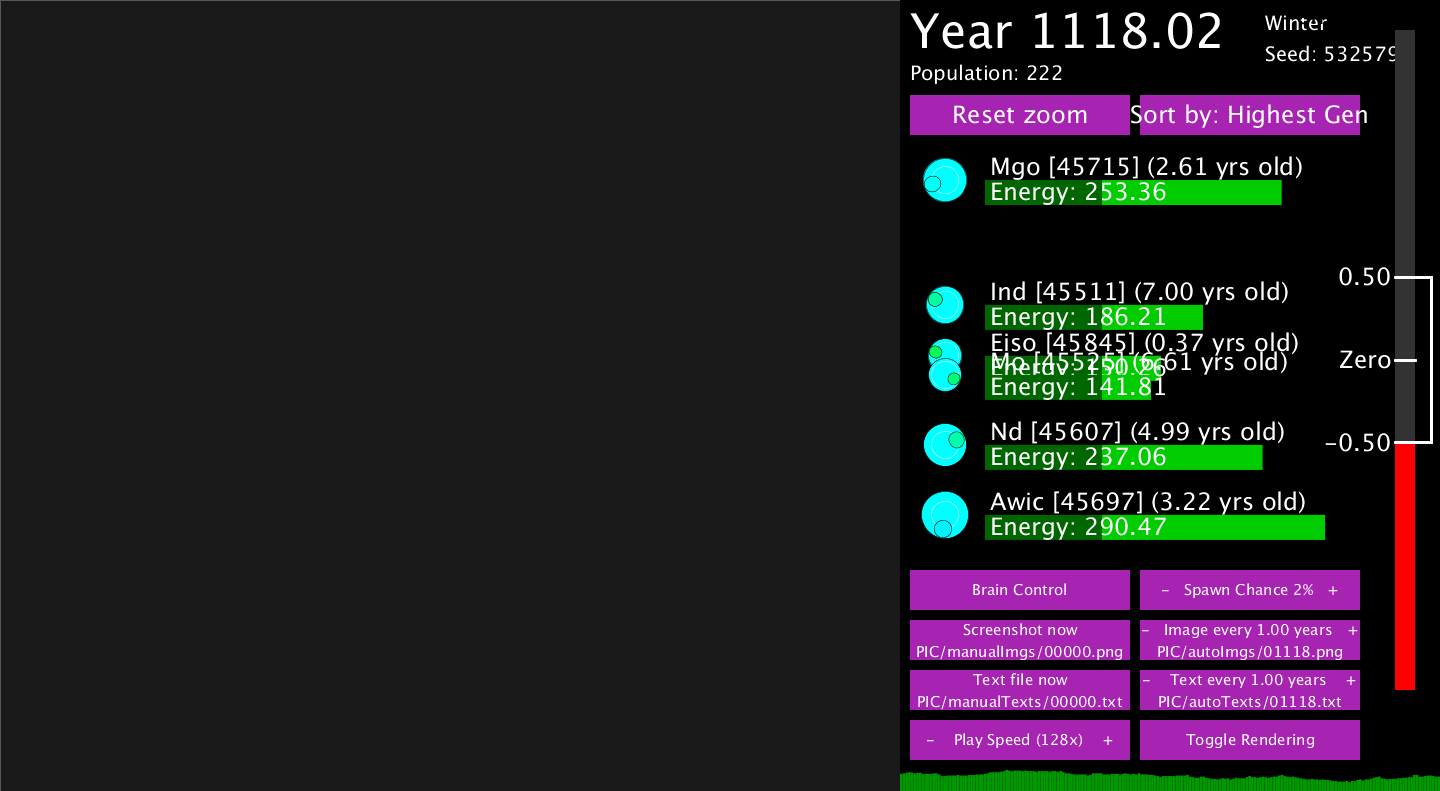 Year 1118.02
Winter
Seed: 532579
Population: 222
Reset zoom
Sort by: Highest Gen
Mgo [45715] (2.61 yrs old)
Energy: 253.36
0.50
Ind [45511] (7.00 yrs old)
Energy: 186.21
Eiso [45845] (0.37 yrs old)
Mo [45525] (6.61 yrs old)
Zero
Energy: 150.26
Energy: 141.81
Nd [45607] (4.99 yrs old)
-0.50
Energy: 237.06
Awic [45697] (3.22 yrs old)
Energy: 290.47
Brain Control
- Spawn Chance 2% +
Screenshot now
PIC/manualImgs/00000.png
- Image every 1.00 years +
PIC/autoImgs/01118.png
Text file now
PIC/manualTexts/00000.txt
- Text every 1.00 years +
PIC/autoTexts/01118.txt
- Play Speed (128x) +
Toggle Rendering